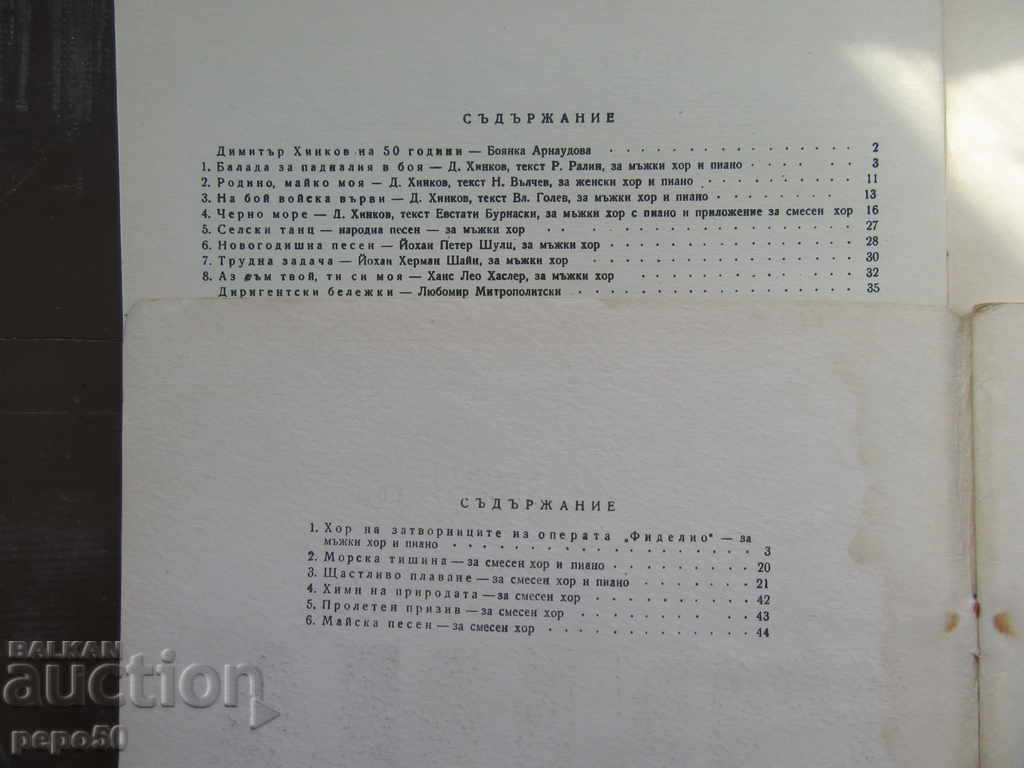 СЪДЪРЖАНИЕ
Димитър Хинков на 50 години — Боянка Арнаудова 2
1. Балада за падналия в боя — Д. Хинков, текст Р. Ралин, за мъжки хор и пиано 3
2. Родино, майко моя — Д. Хинков, текст Н. Вълчев, за женски хор и пиано 11
3. На бой войска върви — Д. Хинков, текст Вл. Голев, за мъжки хор и пиано 13
4. Черно море — Д. Хинков, текст Евстати Бурнаски, за мъжки хор с пиано и приложение за смесен хор 16
5. Селски танц — народна песен — за мъжки хор 27
6. Новогодишна песен — Йохан Петер Шулц, за мъжки хор 28
7. Трудна задача — Йохан Херман Шайн, за мъжки хор 30
8. Аз съм твой, ти си моя — Ханс Лео Хаслер, за мъжки хор 32
Диригентски бележки — Любомир Митрополитски 35
СЪДЪРЖАНИЕ
1. Хор на затворниците из операта „Фиделио“ — за
мъжки хор и пиано 3
2. Морска тишина — за смесен хор и пиано 20
3. Щастливо плаване — за смесен хор и пиано 21
4. Химн на природата — за смесен хор 42
5. Пролетен призив — за смесен хор 43
6. Майска песен — за смесен хор 44
BALKAN
auction
pepo50